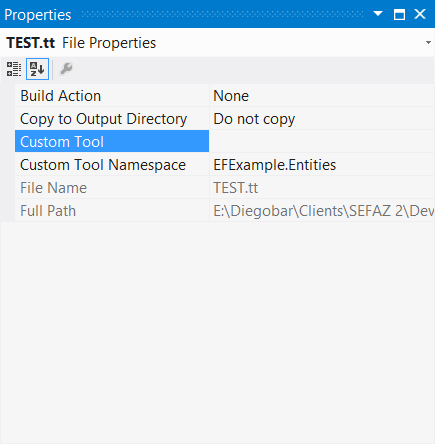 Properties
TEST.tt File Properties
Build Action None
Copy to Output Directory Do not copy
Custom Tool
Custom Tool Namespace EFExample.Entities
File Name TEST.tt
Full Path E:\Diegobar\Clients\SEFAZ 2\Dev